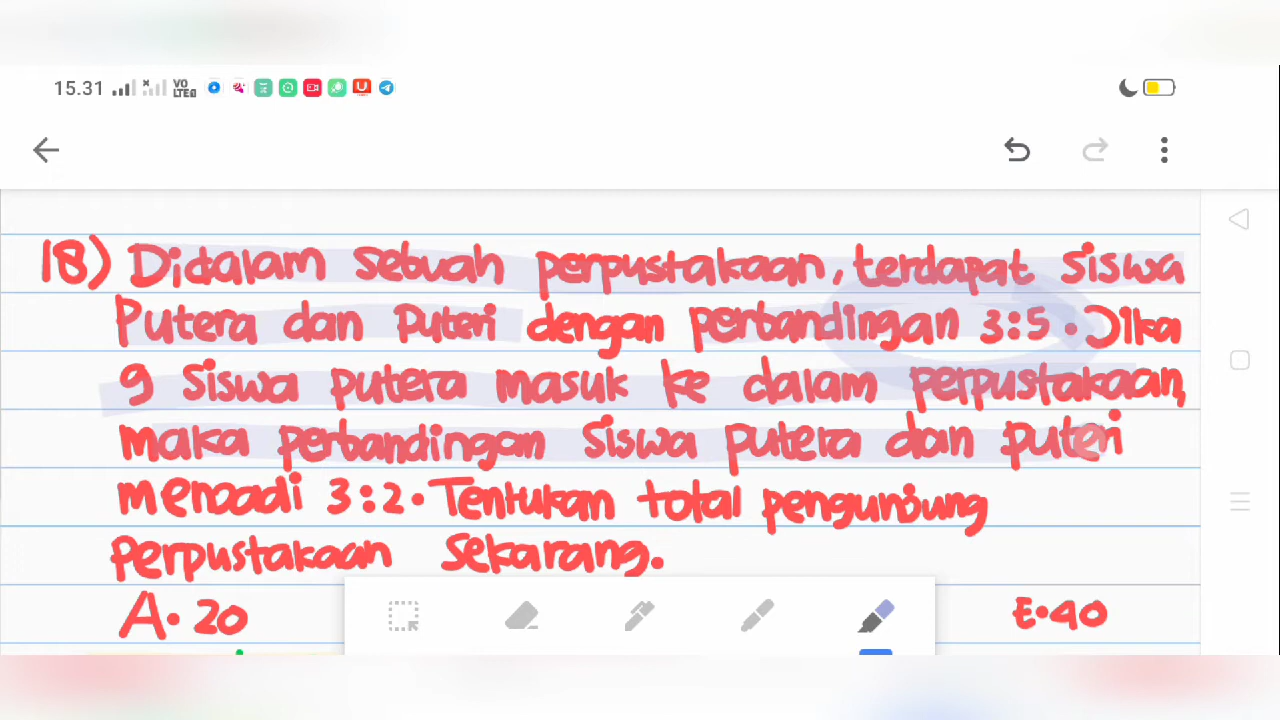 15.31 VO LTE
18) Didalam sebuah perpustakaan, terdapat siswa
Putera dan Puteri dengan perbandingan 3:5. Jika
9 siswa putera masuk ke dalam perpustakaan,
maka perbandingan siswa putera dan puteri
menjadi 3:2. Tentukan total pengunjung
perpustakaan sekarang.
A. 20 E. 40